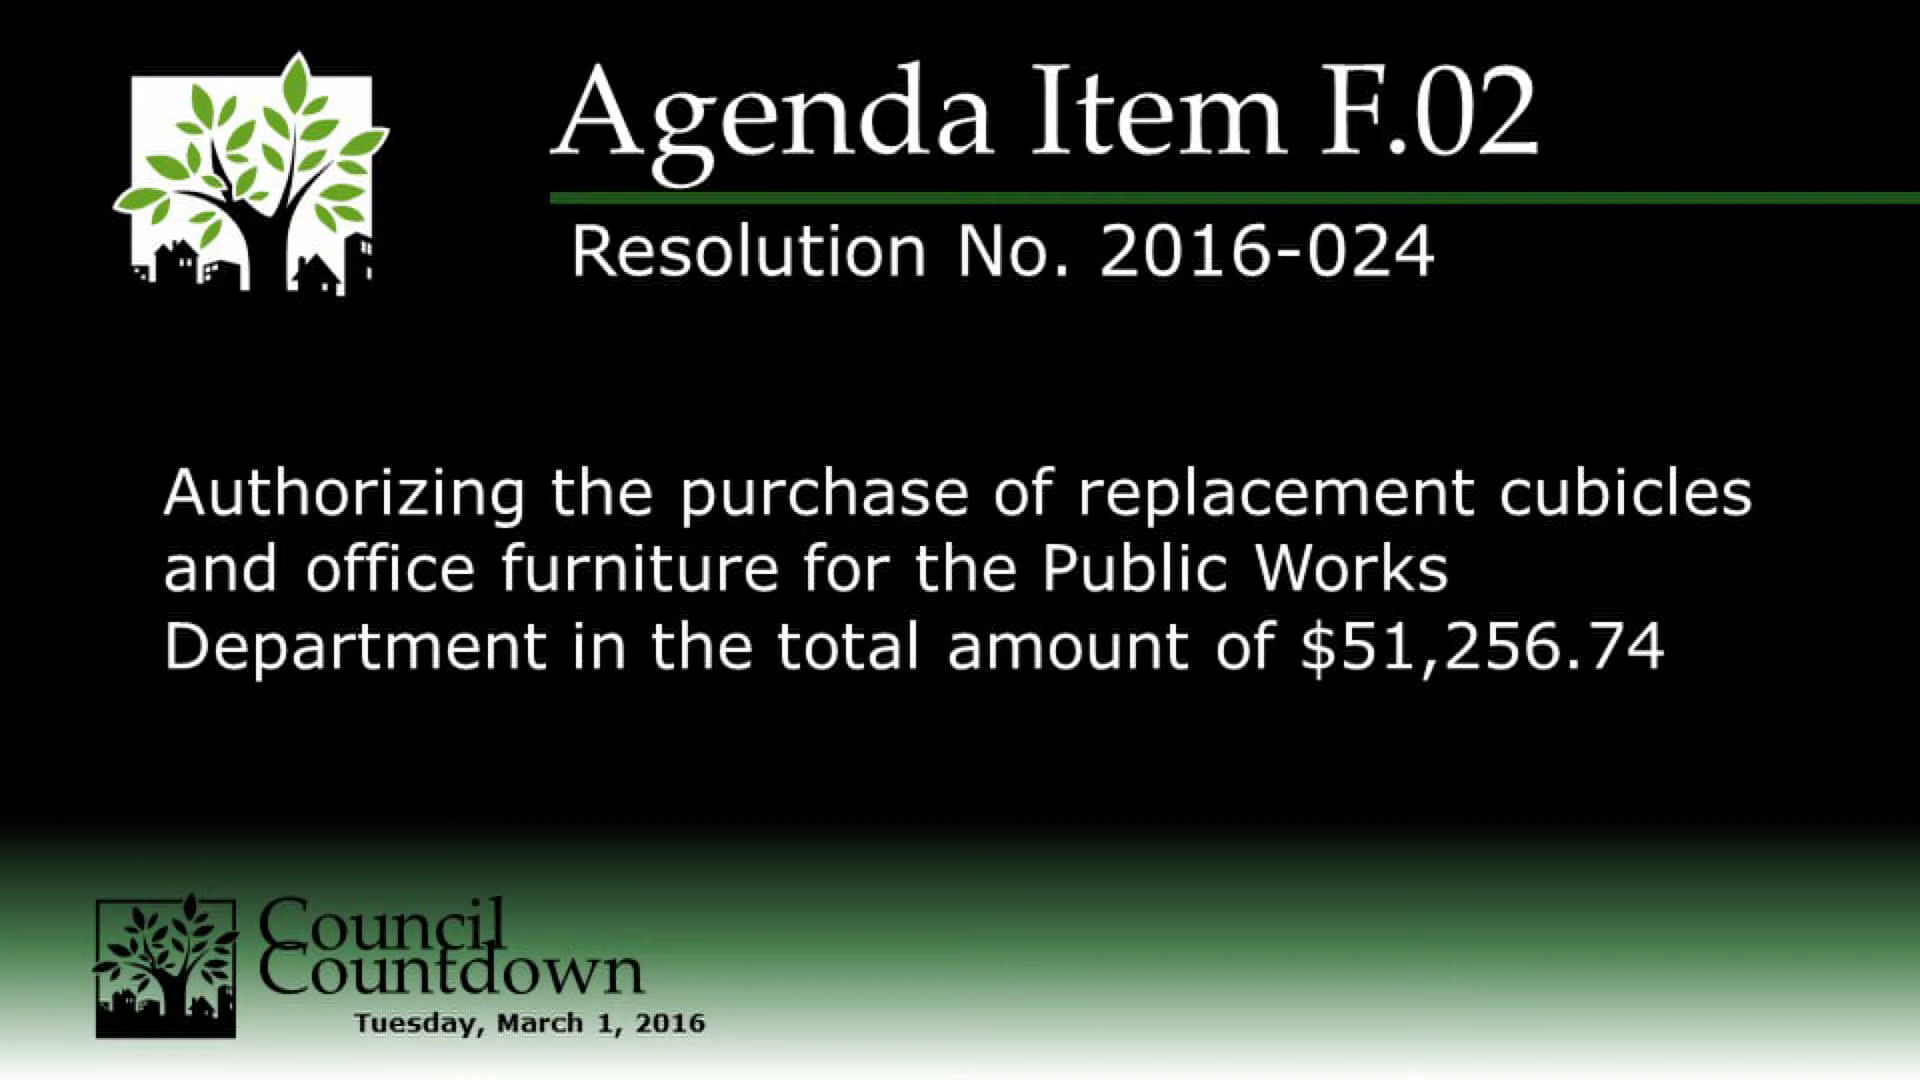 Agenda Item F.02
Resolution No. 2016-024
Authorizing the purchase of replacement cubicles
and office furniture for the Public Works
Department in the total amount of $51,256.74
Council
Countdown
Tuesday, March 1, 2016